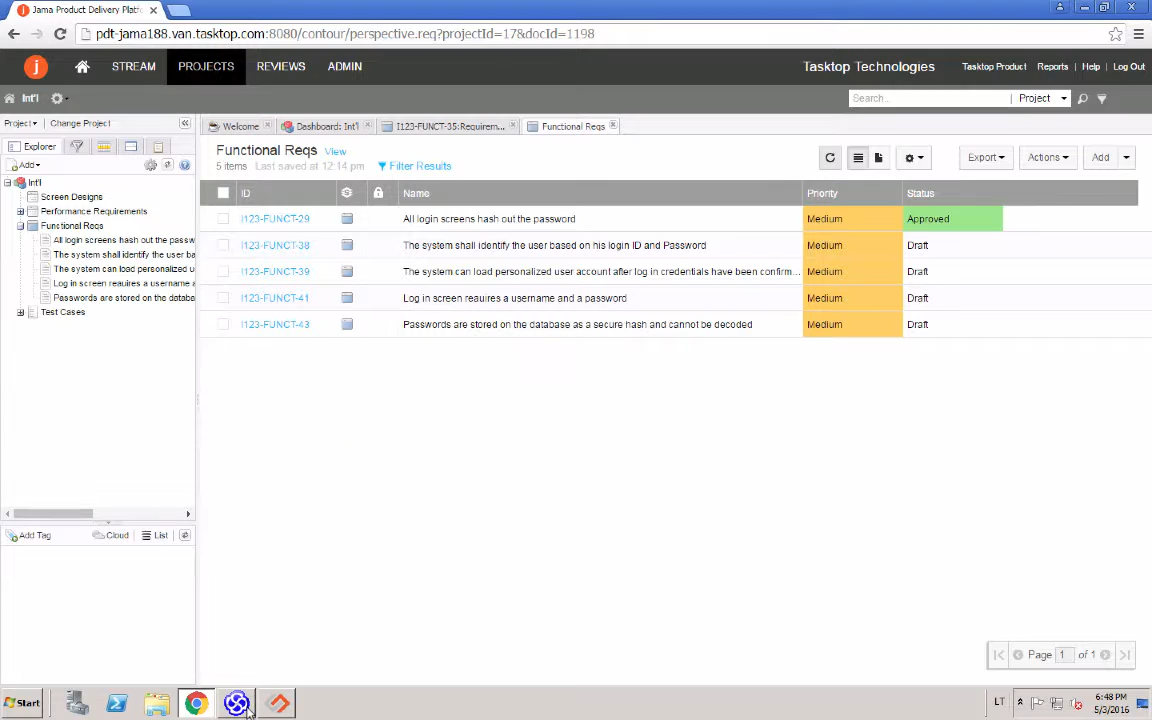 Jama Product Delivery Platf
pdt-jama188.van.tasktop.com:8080/contour/perspective.req?projectId=17&docId=1198
j STREAM PROJECTS REVIEWS ADMIN Tasktop Technologies Tasktop Product Reports Help Log Out
Int'l Search... Project
Project Change Project Welcome Dashboard: Int'l I123-FUNCT-35:Requirem... Functional Reqs
Explorer
Functional Reqs View
Add
5 items Last saved at 12:14 pm Filter Results Export Actions Add
Int'l
Screen Designs
Performance Requirements
Functional Reqs
All login screens hash out the passw
The system shall identify the user ba
The system can load personalized u
Log in screen reauires a username a
Passwords are stored on the databa
Test Cases
ID Name Priority Status
I123-FUNCT-29 All login screens hash out the password Medium Approved
I123-FUNCT-38 The system shall identify the user based on his login ID and Password Medium Draft
I123-FUNCT-39 The system can load personalized user account after log in credentials have been confirm... Medium Draft
I123-FUNCT-41 Log in screen reauires a username and a password Medium Draft
I123-FUNCT-43 Passwords are stored on the database as a secure hash and cannot be decoded Medium Draft
Add Tag Cloud List
Page 1 of 1
Start LT 6:48 PM
5/3/2016